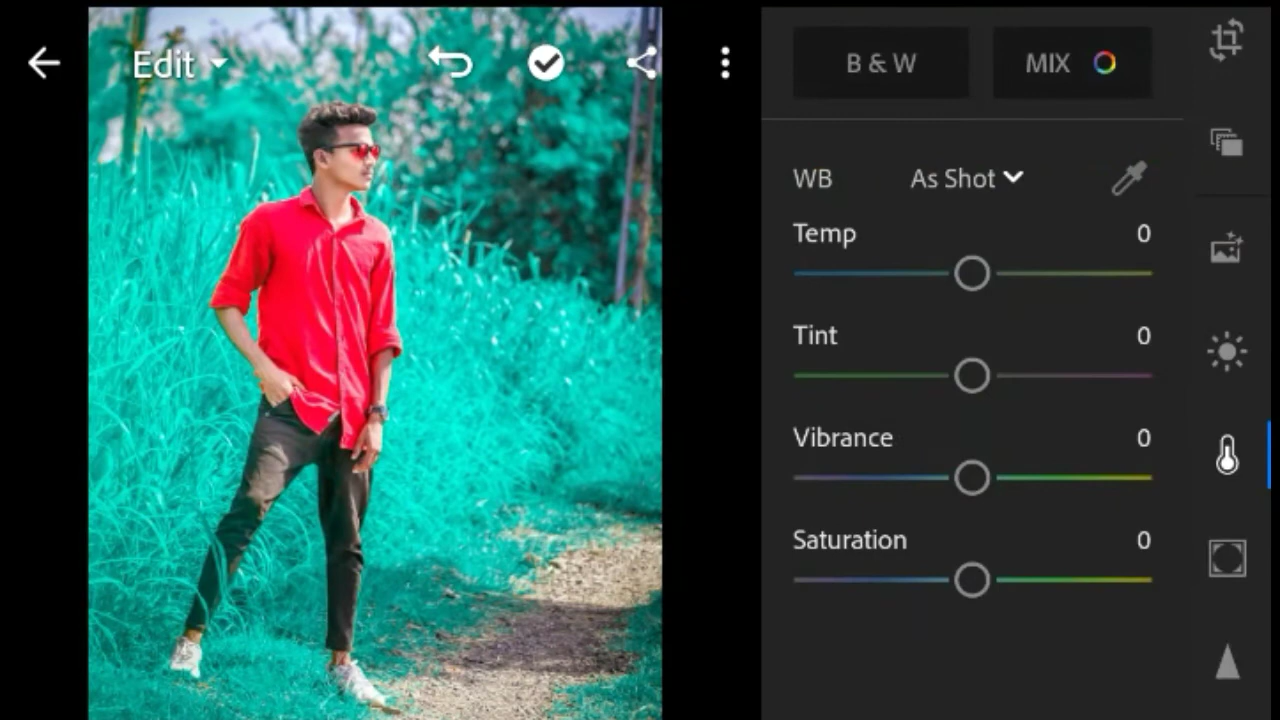 Edit
B & W
MIX
WB
As Shot
Temp
0
Tint
0
Vibrance
0
Saturation
0